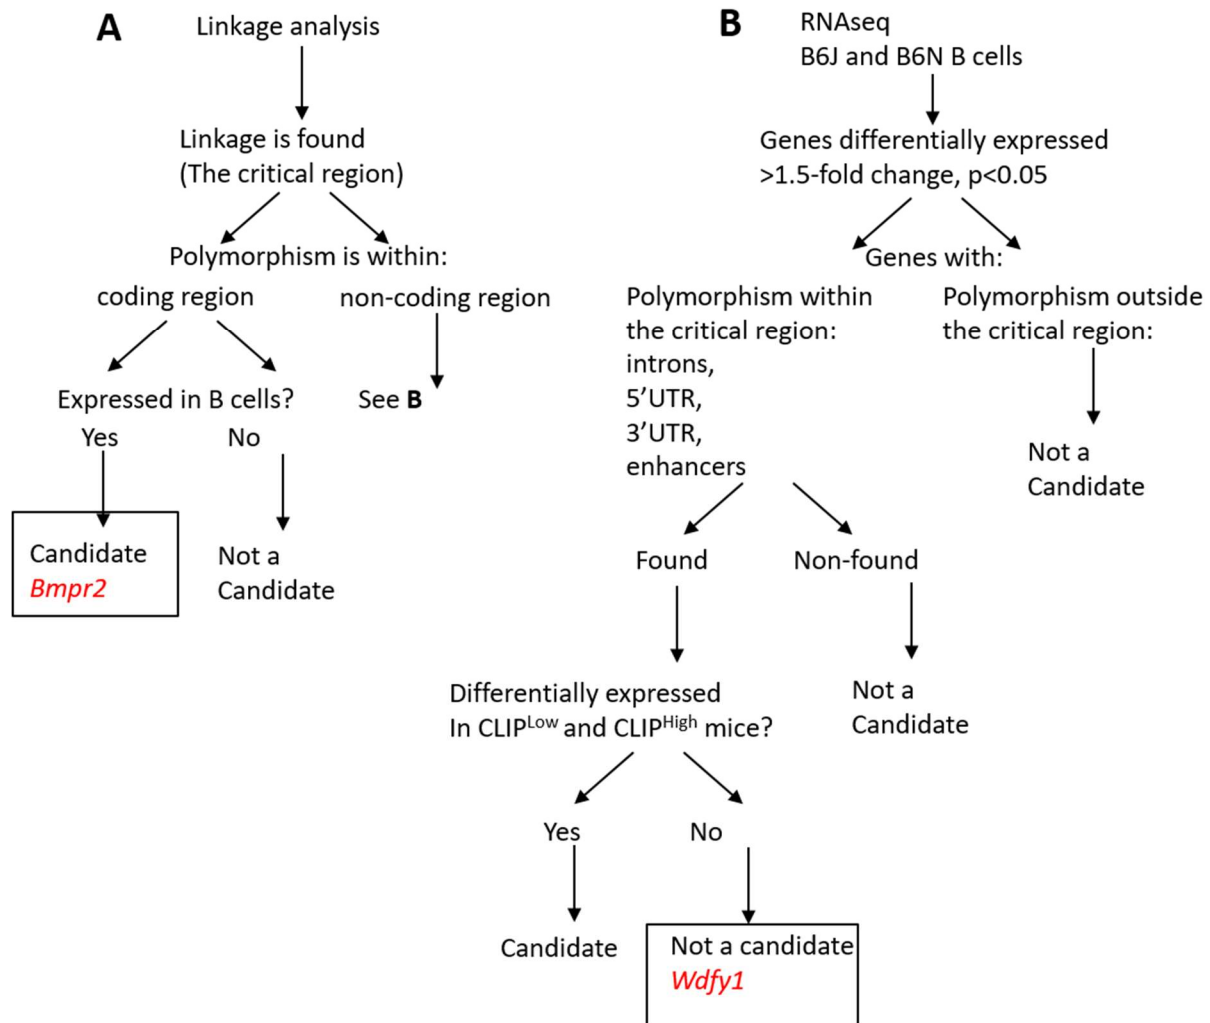 A
Linkage analysis
Linkage is found
(The critical region)
Polymorphism is within:
coding region
non-coding region
Expressed in B cells?
See B
Yes
No
Candidate
Bmpr2
Not a
Candidate
B
RNAseq
B6J and B6N B cells
Genes differentially expressed
>1.5-fold change, p<0.05
Genes with:
Polymorphism within
the critical region:
introns,
5’UTR,
3’UTR,
enhancers
Polymorphism outside
the critical region:
Not a
Candidate
Found
Non-found
Differentially expressed
In CLIPLow and CLIPHigh mice?
Not a
Candidate
Yes
No
Candidate
Not a candidate
Wdfy1